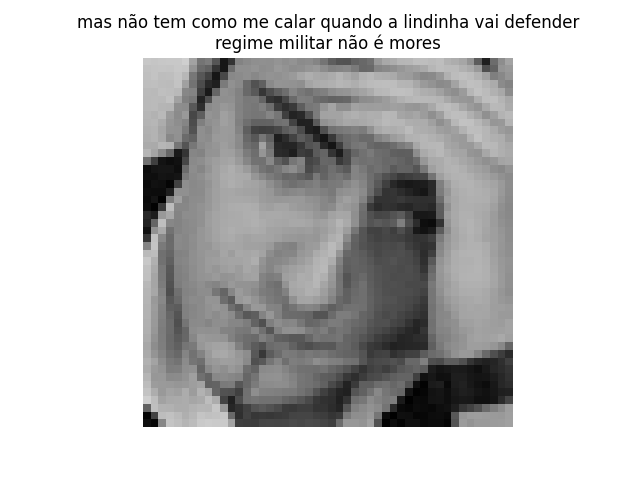 mas não tem como me calar quando a lindinha vai defender
regime militar não é mores